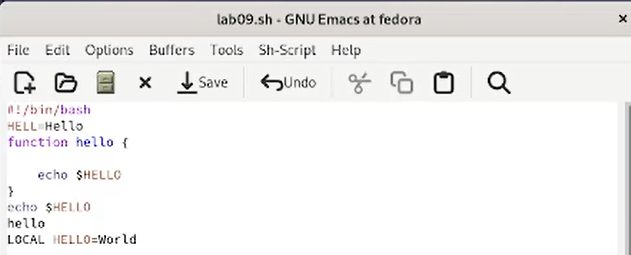 lab09.sh - GNU Emacs at fedora
File Edit Options Buffers Tools Sh-Script Help
Save Undo
#!/bin/bash
HELL=Hello
function hello {
echo $HELLO
}
echo $HELLO
hello
LOCAL HELLO=World